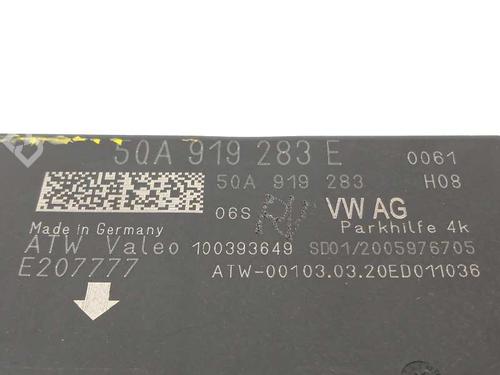 5QA 919 283 E 0061
5QA 919 283 H08
06S VW AG
Made in Germany Parkhilfe 4k
ATW Valeo 100393649 SD01/2005976705
E207777 ATW-00103.03.20ED011036